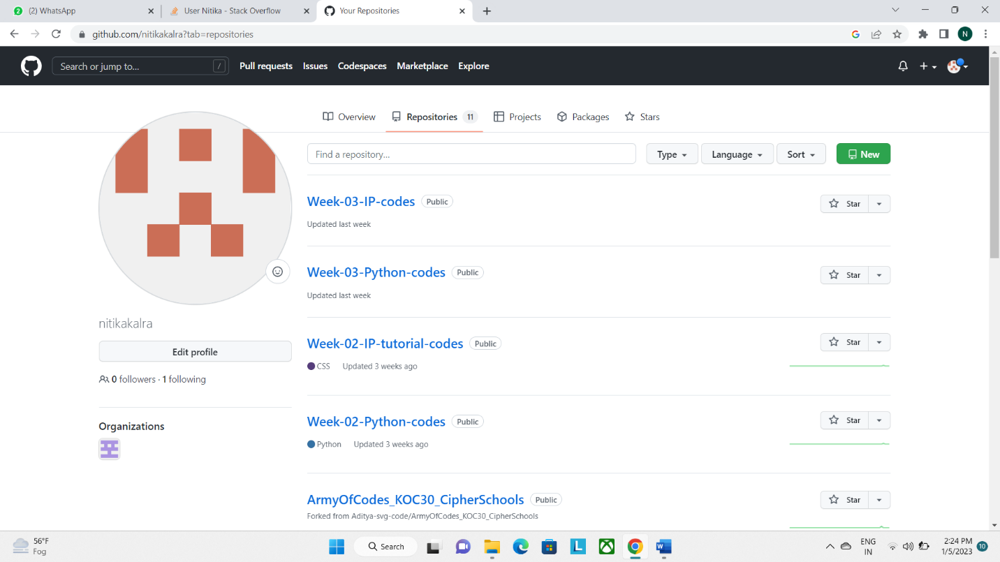 2 (2) WhatsApp
User Nitika - Stack Overflow
Your Repositories
github.com/nitikakalra?tab=repositories
N
Search or jump to... /
Pull requests Issues Codespaces Marketplace Explore
Overview Repositories 11 Projects Packages Stars
Find a repository... Type Language Sort New
Week-03-IP-codes Public Star
Updated last week
Week-03-Python-codes Public Star
Updated last week
nitikakalra
Edit profile
0 followers · 1 following
Organizations
Week-02-IP-tutorial-codes Public Star
CSS Updated 3 weeks ago
Week-02-Python-codes Public Star
Python Updated 3 weeks ago
ArmyOfCodes_KOC30_CipherSchools Public Star
Forked from Aditya-svg-code/ArmyOfCodes_KOC30_CipherSchools
56°F
Fog
Search
L
W
ENG
IN
2:24 PM
1/5/2023
10